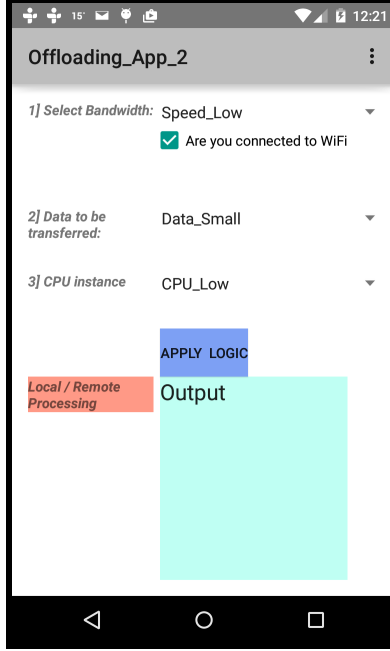 15° 12:21
Offloading_App_2
1] Select Bandwidth: Speed_Low
Are you connected to WiFi
2] Data to be transferred: Data_Small
3] CPU instance CPU_Low
APPLY LOGIC
Local / Remote Processing
Output